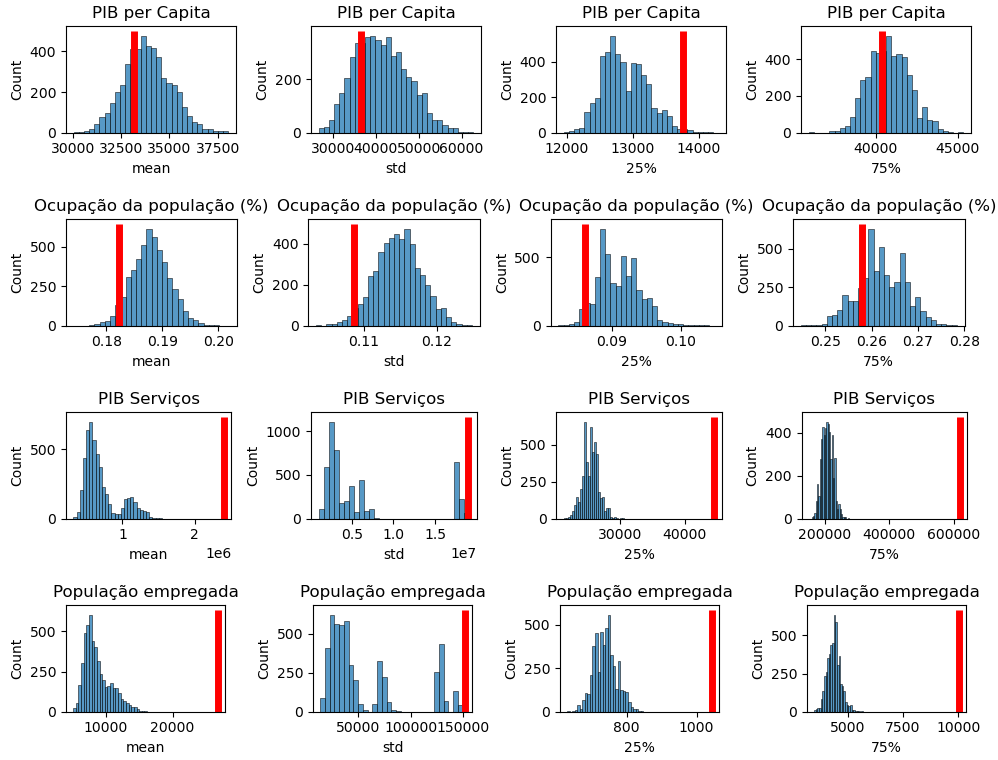 PIB per Capita PIB per Capita PIB per Capita PIB per Capita
Count 400 200 0 30000 32500 35000 37500 mean
Count 200 0 30000 40000 50000 60000 std
Count 400 200 0 12000 13000 14000 25%
Count 400 200 0 40000 45000 75%
Ocupação da população (%) Ocupação da população (%) Ocupação da população (%) Ocupação da população (%)
Count 500 250 0 0.18 0.19 0.20 mean
Count 400 200 0 0.11 0.12 std
Count 500 0 0.09 0.10 25%
Count 500 250 0 0.25 0.26 0.27 0.28 75%
PIB Serviços PIB Serviços PIB Serviços PIB Serviços
Count 500 0 1 2 mean 1e6
Count 1000 500 0 0.5 1.0 1.5 std 1e7
Count 500 250 0 30000 40000 25%
Count 400 200 0 200000 400000 600000 75%
População empregada População empregada População empregada População empregada
Count 500 250 0 10000 20000 mean
Count 500 250 0 50000 100000 150000 std
Count 500 250 0 800 1000 25%
Count 500 250 0 5000 7500 10000 75%